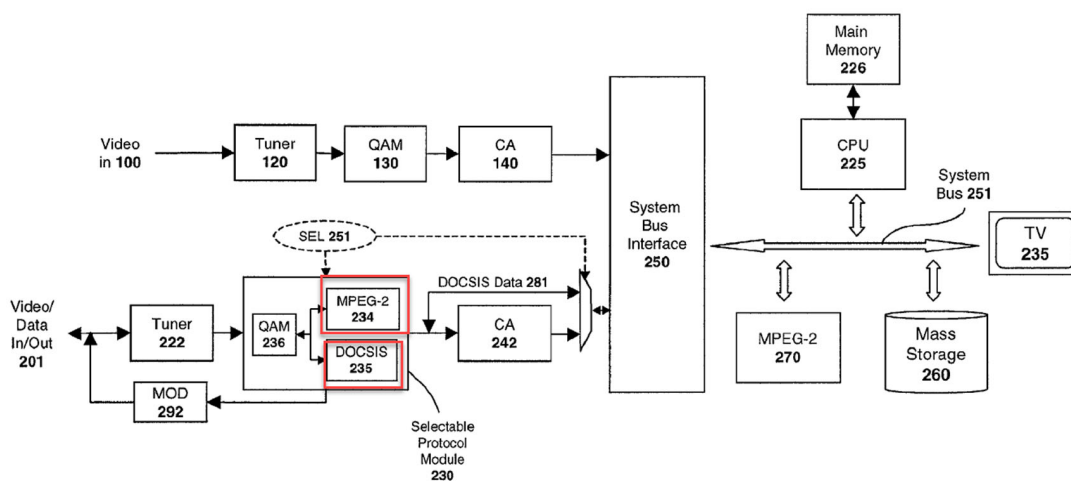 Main
Memory
226
Video
in 100
Tuner
120
QAM
130
CA
140
CPU
225
System
Bus 251
System
Bus
Interface
250
TV
235
SEL 251
DOCSIS Data 281
MPEG-2
234
QAM
236
DOCSIS
235
Video/
Data
In/Out
201
Tuner
222
CA
242
MPEG-2
270
Mass
Storage
260
MOD
292
Selectable
Protocol
Module
230